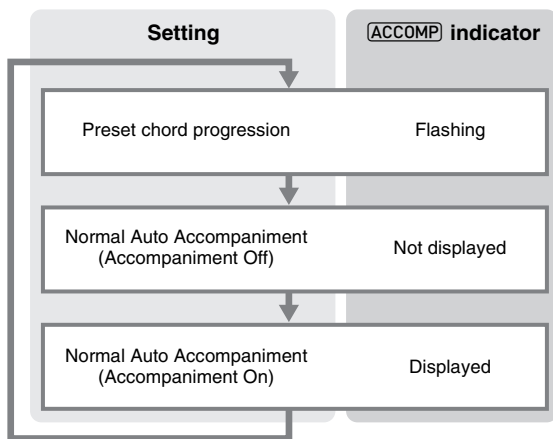 Setting
ACCOMP indicator
Preset chord progression
Flashing
Normal Auto Accompaniment
(Accompaniment Off)
Not displayed
Normal Auto Accompaniment
(Accompaniment On)
Displayed